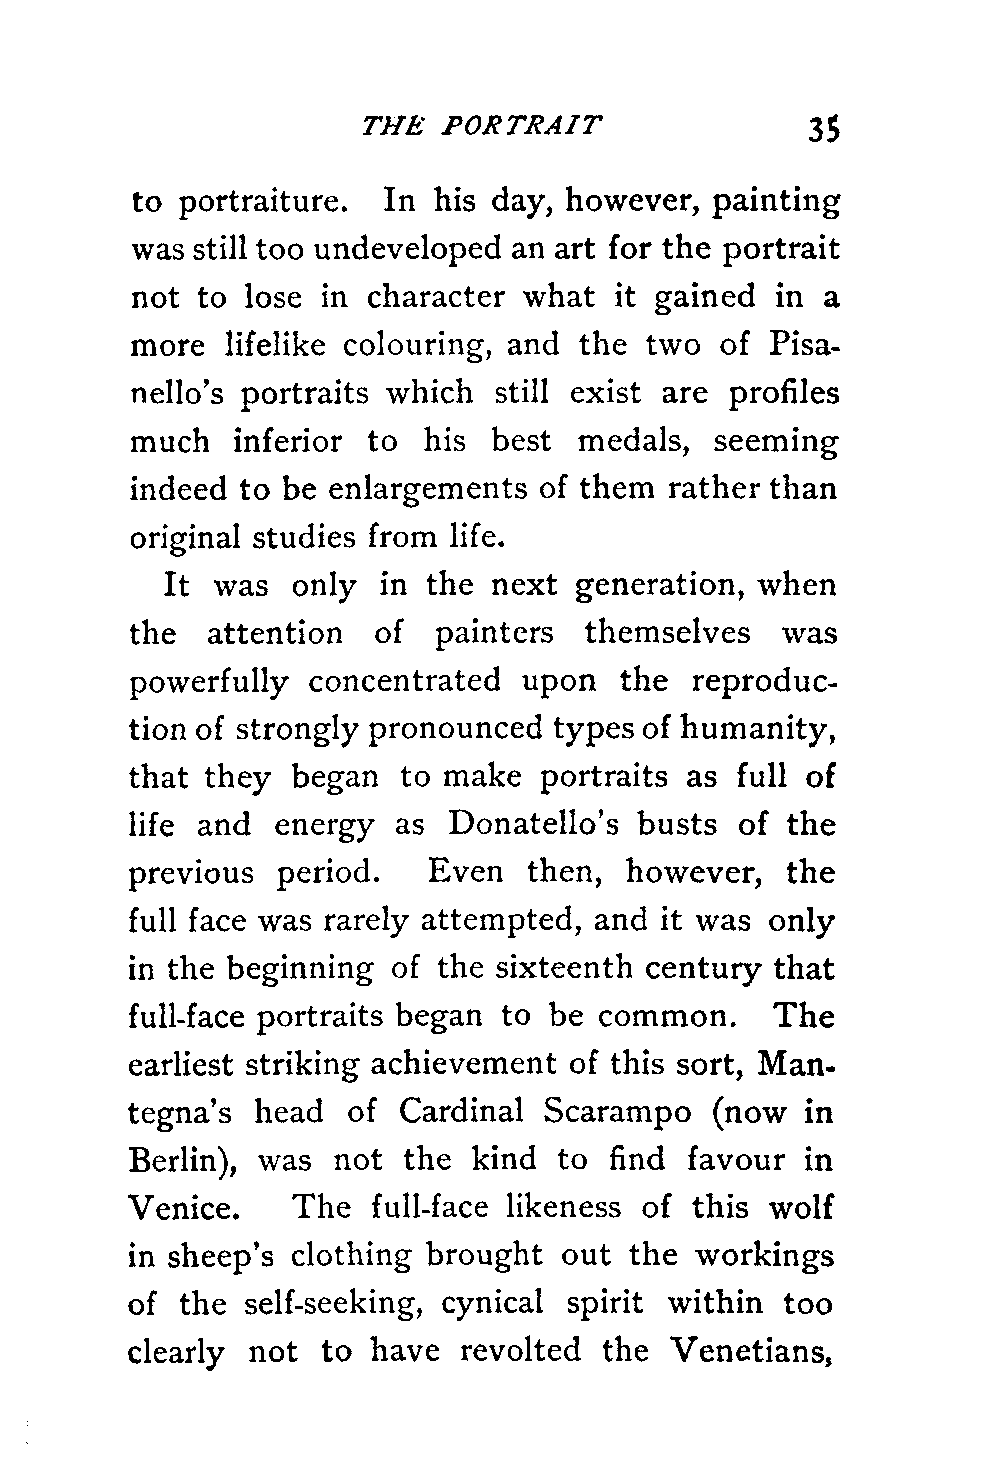 THE PORTRAIT 35
to portraiture. In his day, however, painting
was still too undeveloped an art for the portrait
not to lose in character what it gained in a
more lifelike colouring, and the two of Pisa-
nello's portraits which still exist are profiles
much inferior to his best medals, seeming
indeed to be enlargements of them rather than
original studies from life.
It was only in the next generation, when
the attention of painters themselves was
powerfully concentrated upon the reproduc-
tion of strongly pronounced types of humanity,
that they began to make portraits as full of
life and energy as Donatello's busts of the
previous period. Even then, however, the
full face was rarely attempted, and it was only
in the beginning of the sixteenth century that
full-face portraits began to be common. The
earliest striking achievement of this sort, Man-
tegna's head of Cardinal Scarampo (now in
Berlin), was not the kind to find favour in
Venice. The full-face likeness of this wolf
in sheep's clothing brought out the workings
of the self-seeking, cynical spirit within too
clearly not to have revolted the Venetians,